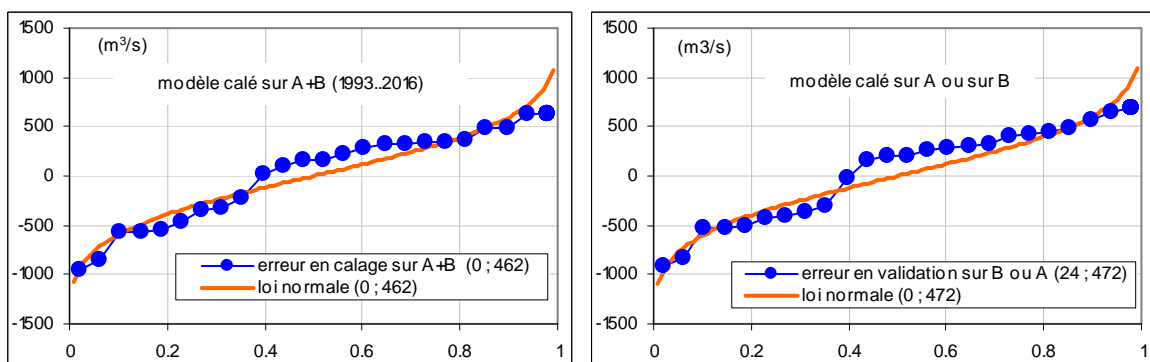 1500
(m³/s)
modèle calé sur A+B (1993..2016)
1000
500
0
-500
-1000
-1500
erreur en calage sur A+B (0 ; 462)
loi normale (0 ; 462)
0 0.2 0.4 0.6 0.8 1
1500
(m3/s)
modèle calé sur A ou sur B
1000
500
0
-500
-1000
-1500
erreur en validation sur B ou A (24 ; 472)
loi normale (0 ; 472)
0 0.2 0.4 0.6 0.8 1